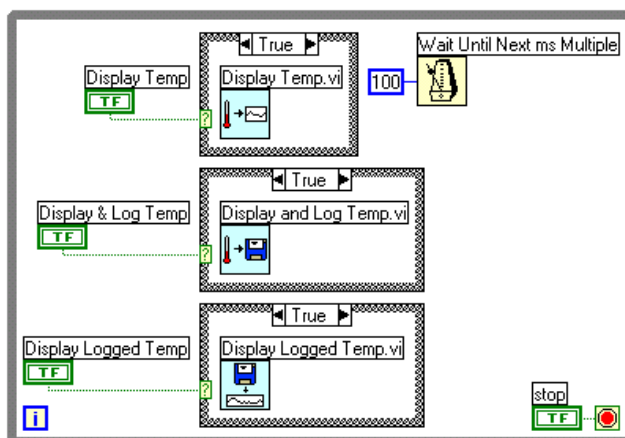 True
Wait Until Next ms Multiple
Display Temp
Display Temp.vi
100
TF
?
True
Display & Log Temp
Display and Log Temp.vi
TF
?
True
Display Logged Temp
Display Logged Temp.vi
TF
?
stop
i
TF